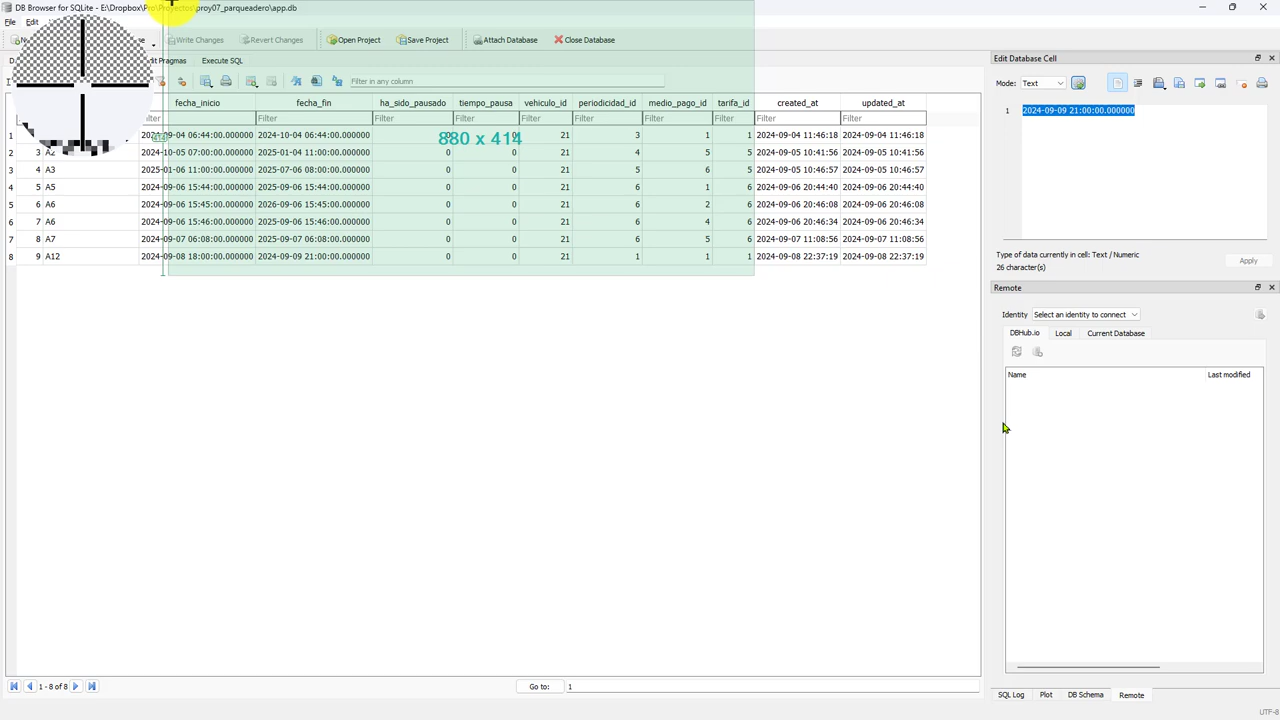 DB Browser for SQLite - E:\Dropbox\Pro\Proyectos\proy07_parqueadero\app.db
File Edit
Write Changes Revert Changes Open Project Save Project Attach Database Close Database
Edit Pragmas Execute SQL
Filter in any column
fecha_inicio fecha_fin ha_sido_pausado tiempo_pausa vehiculo_id periodicidad_id medio_pago_id tarifa_id created_at updated_at
Filter Filter Filter Filter Filter Filter Filter Filter Filter
1 2024-09-04 06:44:00.000000 2024-10-04 06:44:00.000000 0 0 21 3 1 1 2024-09-04 11:46:18 2024-09-04 11:46:18
880 x 414
2 3 A2 2024-10-05 07:00:00.000000 2025-01-04 11:00:00.000000 0 0 21 4 5 5 2024-09-05 10:41:56 2024-09-05 10:41:56
3 4 A3 2025-01-06 11:00:00.000000 2025-07-06 08:00:00.000000 0 0 21 5 6 5 2024-09-05 10:46:57 2024-09-05 10:46:57
4 5 A5 2024-09-06 15:44:00.000000 2025-09-06 15:44:00.000000 0 0 21 6 1 6 2024-09-06 20:44:40 2024-09-06 20:44:40
5 6 A6 2024-09-06 15:45:00.000000 2026-09-06 15:45:00.000000 0 0 21 6 2 6 2024-09-06 20:46:08 2024-09-06 20:46:08
6 7 A6 2024-09-06 15:46:00.000000 2025-09-06 15:46:00.000000 0 0 21 6 4 6 2024-09-06 20:46:34 2024-09-06 20:46:34
7 8 A7 2024-09-07 06:08:00.000000 2025-09-07 06:08:00.000000 0 0 21 6 5 6 2024-09-07 11:08:56 2024-09-07 11:08:56
8 9 A12 2024-09-08 18:00:00.000000 2024-09-09 21:00:00.000000 0 0 21 1 1 1 2024-09-08 22:37:19 2024-09-08 22:37:19
1 - 8 of 8 Go to: 1
Edit Database Cell
Mode: Text
1 2024-09-09 21:00:00.000000
Type of data currently in cell: Text / Numeric
26 character(s)
Apply
Remote
Identity Select an identity to connect
DBHub.io Local Current Database
Name Last modified
SQL Log Plot DB Schema Remote
UTF-8